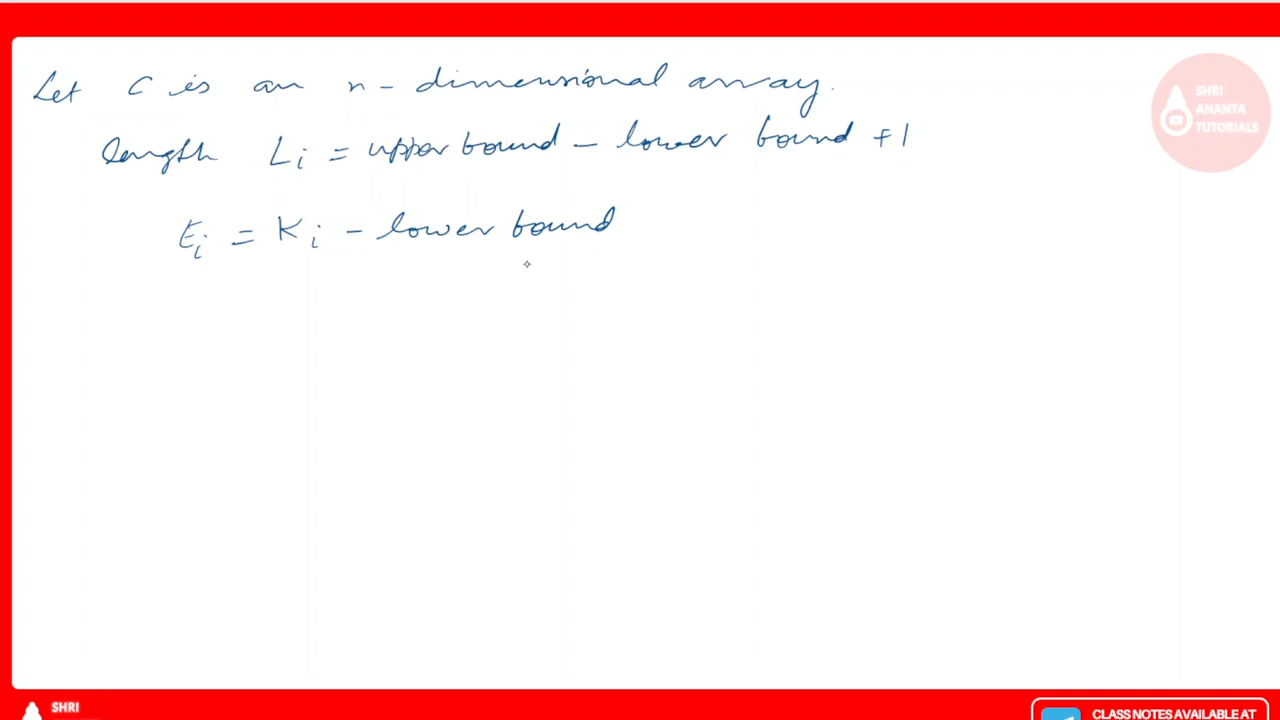 Let C is an n-dimensional array.
length Li = upper bound - lower bound +1
Ei = Ki - lower bound
SHRI
ANANTA
TUTORIALS
SHRI
CLASS NOTES AVAILABLE AT